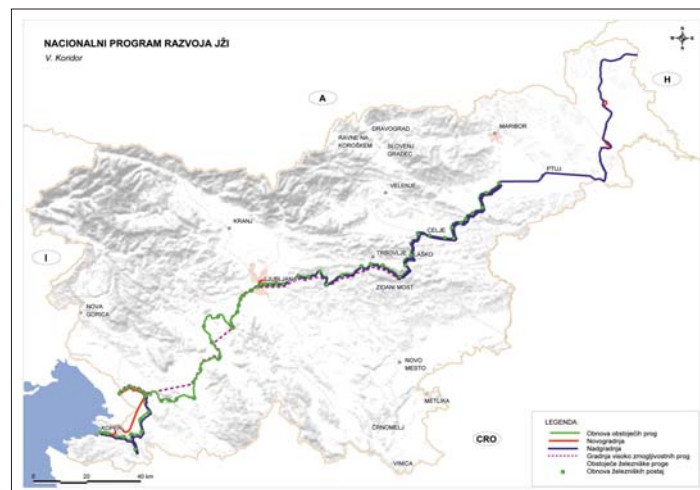 NACIONALNI PROGRAM RAZVOJA JŽI
V. Koridor
H
A
MARIBOR
DRAVOGRAD
RAVNE NA
KOROŠKEM
SLOVENJ
GRADEC
PTUJ
VELENJE
KRANJ
CELJE
I
TRBOVLJE
LAŠKO
LJUBLJANA
ZIDANI MOST
NOVA
GORICA
NOVO
MESTO
METLIKA
KOPER
ČRNOMELJ
CRO
VINICA
LEGENDA:
Obnova obstoječih prog
Novogradnja
Nadgradnja
Gradnja visoko zmogljivostnih prog
Obstoječe železniške proge
Obnova železniških postaj
0 20 40 km